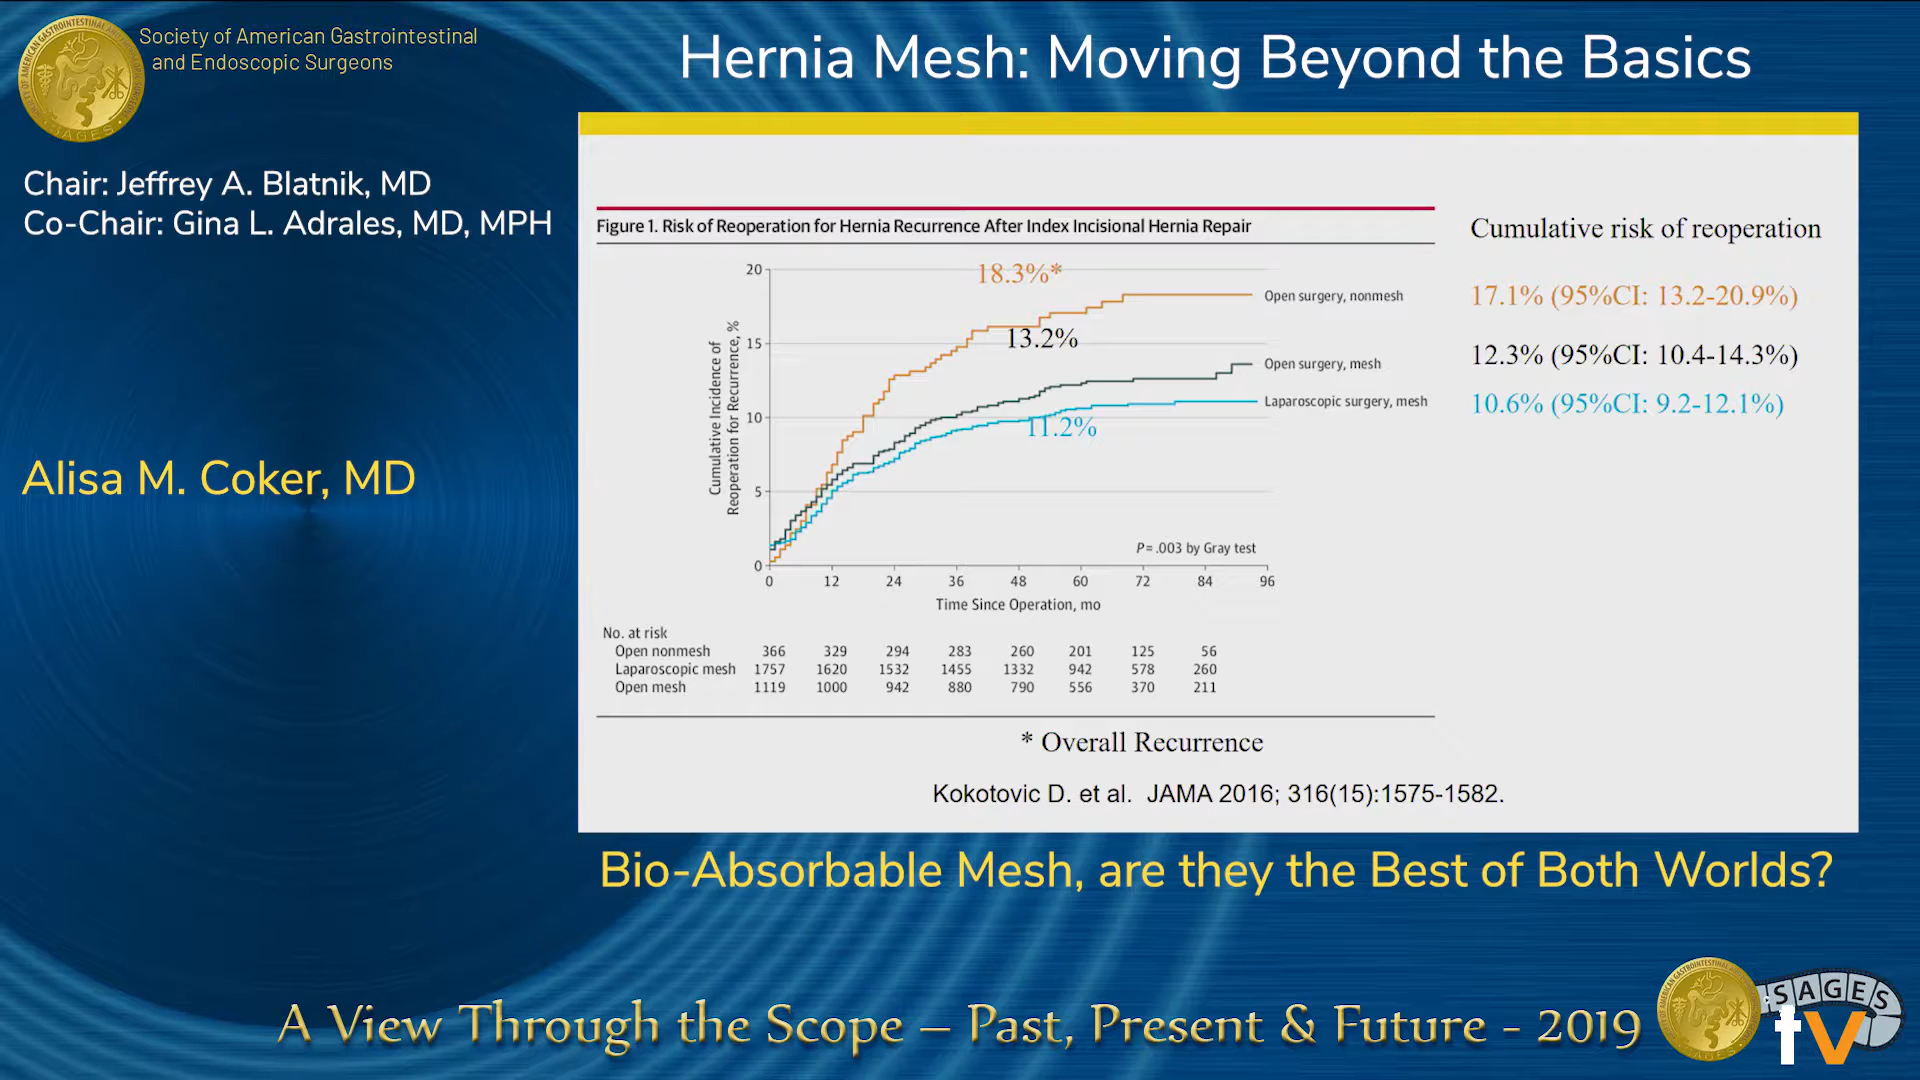 Society of American Gastrointestinal
and Endoscopic Surgeons
Hernia Mesh: Moving Beyond the Basics
Chair: Jeffrey A. Blatnik, MD
Co-Chair: Gina L. Adrales, MD, MPH
Alisa M. Coker, MD
Figure 1. Risk of Reoperation for Hernia Recurrence After Index Incisional Hernia Repair
Cumulative Incidence of
Reoperation for Recurrence, %
20
15
10
5
0
18.3%*
13.2%
11.2%
Open surgery, nonmesh
Open surgery, mesh
Laparoscopic surgery, mesh
P = .003 by Gray test
0 12 24 36 48 60 72 84 96
Time Since Operation, mo
No. at risk
Open nonmesh 366 329 294 283 260 201 125 56
Laparoscopic mesh 1757 1620 1532 1455 1332 942 578 260
Open mesh 1119 1000 942 880 790 556 370 211
Cumulative risk of reoperation
17.1% (95%CI: 13.2-20.9%)
12.3% (95%CI: 10.4-14.3%)
10.6% (95%CI: 9.2-12.1%)
* Overall Recurrence
Kokotovic D. et al. JAMA 2016; 316(15):1575-1582.
Bio-Absorbable Mesh, are they the Best of Both Worlds?
A View Through the Scope – Past, Present & Future - 2019
SAGES
tv